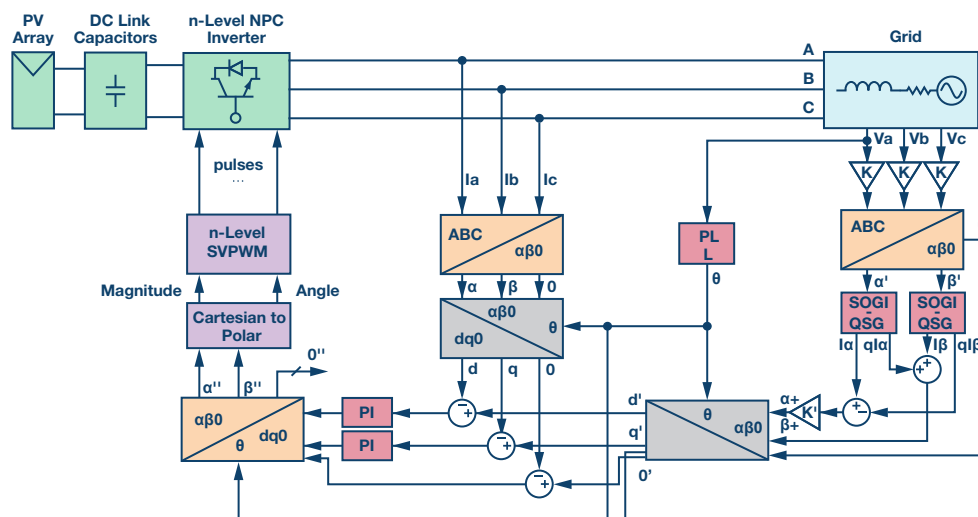 PV
Array
DC Link
Capacitors
n-Level NPC
Inverter
Grid
A
B
C
Va
Vb
Vc
K
K
K
pulses
...
Ia
Ib
Ic
n-Level
SVPWM
ABC
αβ0
PL
L
ABC
αβ0
Magnitude
Angle
α
β
0
θ
α'
β'
Cartesian to
Polar
αβ0
dq0
θ
SOGI
-
QSG
SOGI
-
QSG
Iα
qIα
Iβ
qIβ
0''
α''
β''
d
q
0
+
+
αβ0
dq0
θ
PI
PI
-
+
-
+
-
+
d'
q'
0'
θ
αβ0
α+
β+
K'
+
-